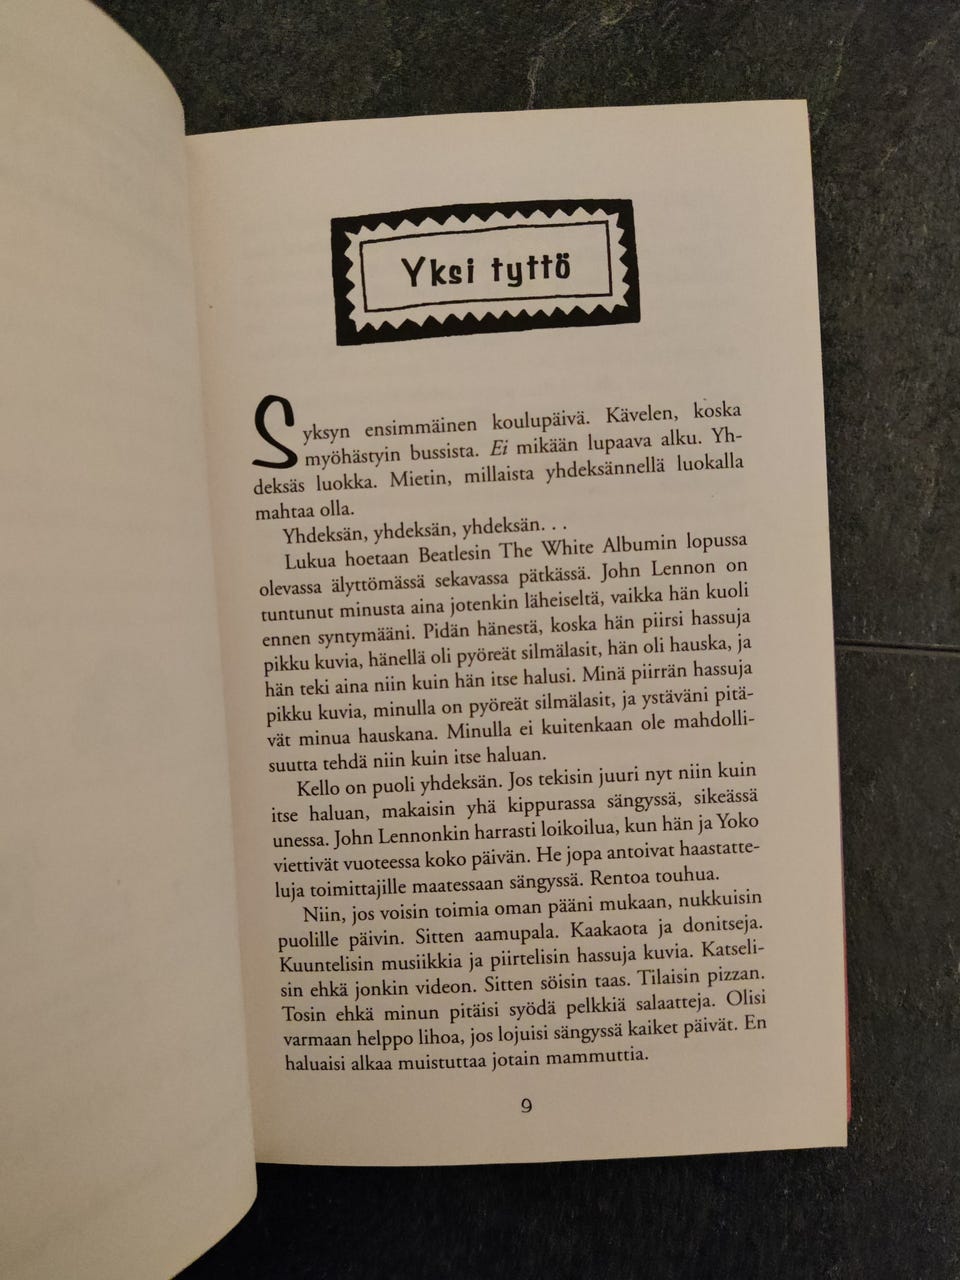 Yksi tyttö
Syksyn ensimmäinen koulupäivä. Kävelen, koska
myöhästyin bussista. Ei mikään lupaava alku. Yh-
deksäs luokka. Mietin, millaista yhdeksännellä luokalla
mahtaa olla.
Yhdeksän, yhdeksän, yhdeksän. . .
Lukua hoetaan Beatlesin The White Albumin lopussa
olevassa älyttömässä sekavassa pätkässä. John Lennon on
tuntunut minusta aina jotenkin läheiseltä, vaikka hän kuoli
ennen syntymääni. Pidän hänestä, koska hän piirsi hassuja
pikku kuvia, hänellä oli pyöreät silmälasit, hän oli hauska, ja
hän teki aina niin kuin hän itse halusi. Minä piirrän hassuja
pikku kuvia, minulla on pyöreät silmälasit, ja ystäväni pitä-
vät minua hauskana. Minulla ei kuitenkaan ole mahdolli-
suutta tehdä niin kuin itse haluan.
Kello on puoli yhdeksän. Jos tekisin juuri nyt niin kuin
itse haluan, makaisin yhä kippurassa sängyssä, sikeässä
unessa. John Lennonkin harrasti loikoilua, kun hän ja Yoko
viettivät vuoteessa koko päivän. He jopa antoivat haastatte-
luja toimittajille maatessaan sängyssä. Rentoa touhua.
Niin, jos voisin toimia oman pääni mukaan, nukkuisin
puolille päivin. Sitten aamupala. Kaakaota ja donitseja.
Kuuntelisin musiikkia ja piirtelisin hassuja kuvia. Katseli-
sin ehkä jonkin videon. Sitten söisin taas. Tilaisin pizzan.
Tosin ehkä minun pitäisi syödä pelkkiä salaatteja. Olisi
varmaan helppo lihoa, jos lojuisi sängyssä kaiket päivät. En
haluaisi alkaa muistuttaa jotain mammuttia.
9